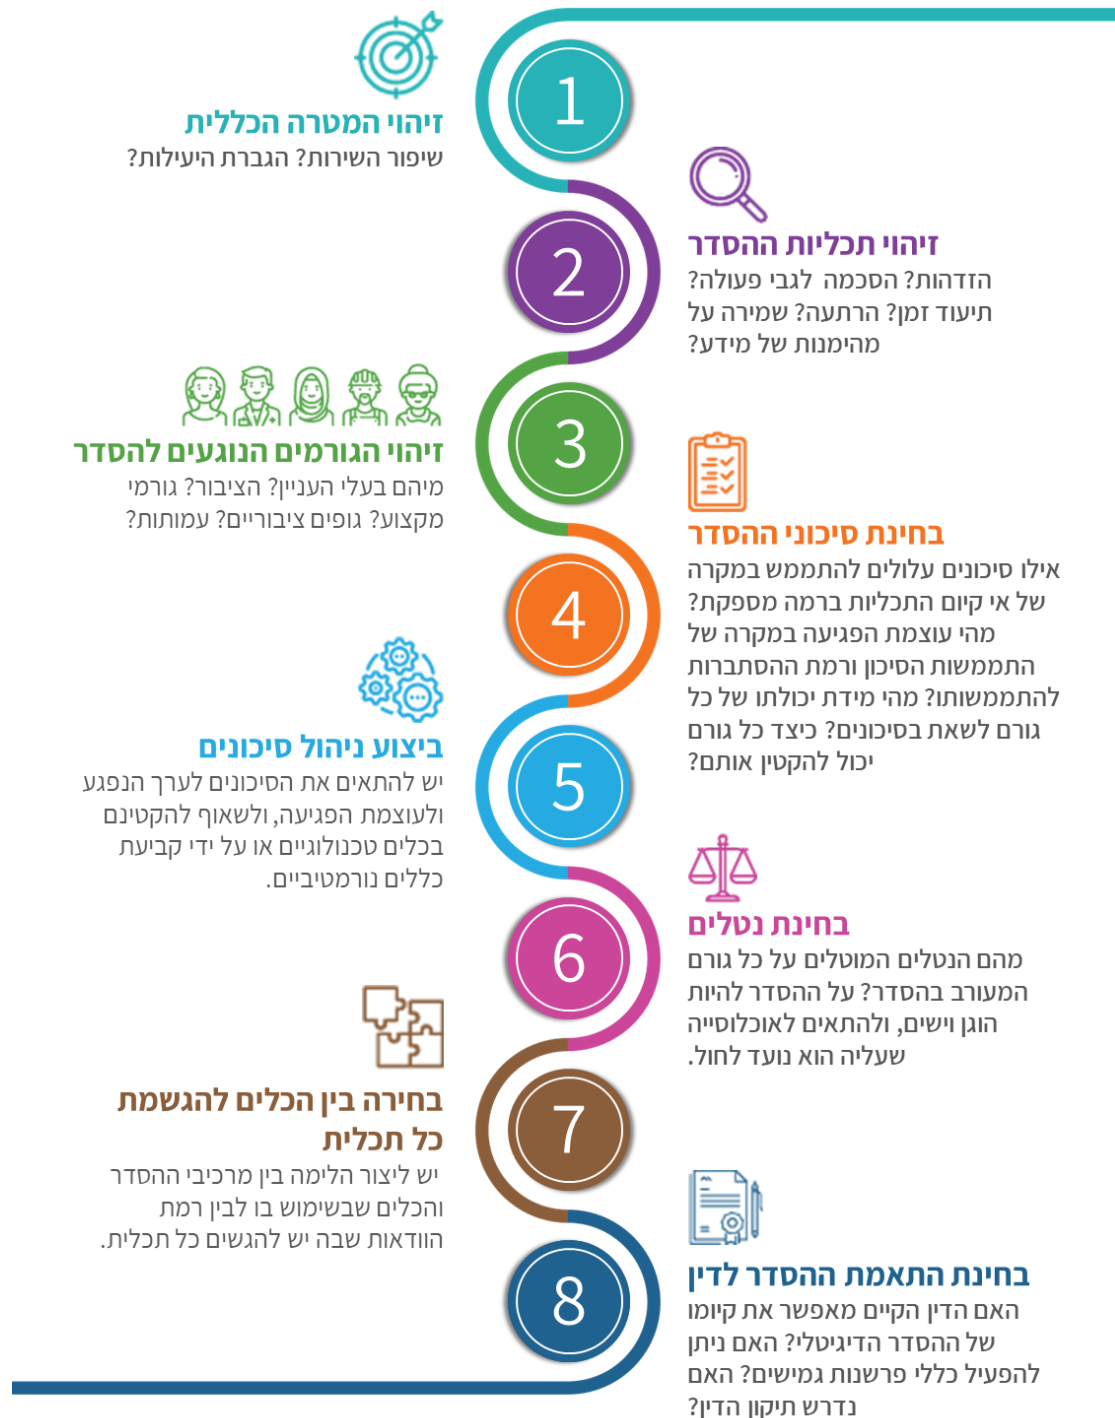 1
זיהוי המטרה הכללית
שיפור השירות? הגברת היעילות?
2
זיהוי תכליות ההסדר
הזדהות? הסכמה לגבי פעולה?
תיעוד זמן? הרתעה? שמירה על
מהימנות של מידע?
3
זיהוי הגורמים הנוגעים להסדר
מיהם בעלי העניין? הציבור? גורמי
מקצוע? גופים ציבוריים? עמותות?
4
בחינת סיכוני ההסדר
אילו סיכונים עלולים להתממש במקרה
של אי קיום התכליות ברמה מספקת?
מהי עוצמת הפגיעה במקרה של
התממשות הסיכון ורמת ההסתברות
להתממשותו? מהי מידת יכולתו של כל
גורם לשאת בסיכונים? כיצד כל גורם
יכול להקטין אותם?
5
ביצוע ניהול סיכונים
יש להתאים את הסיכונים לערך הנפגע
ולעוצמת הפגיעה, ולשאוף להקטינם
בכלים טכנולוגיים או על ידי קביעת
כללים נורמטיביים.
6
בחינת נטלים
מהם הנטלים המוטלים על כל גורם
המעורב בהסדר? על ההסדר להיות
הוגן וישים, ולהתאים לאוכלוסייה
שעליה הוא נועד לחול.
7
בחירה בין הכלים להגשמת
כל תכלית
יש ליצור הלימה בין מרכיבי ההסדר
והכלים שבשימוש בו לבין רמת
הוודאות שבה יש להגשים כל תכלית.
8
בחינת התאמת ההסדר לדין
האם הדין הקיים מאפשר את קיומו
של ההסדר הדיגיטלי? האם ניתן
להפעיל כללי פרשנות גמישים? האם
נדרש תיקון הדין?